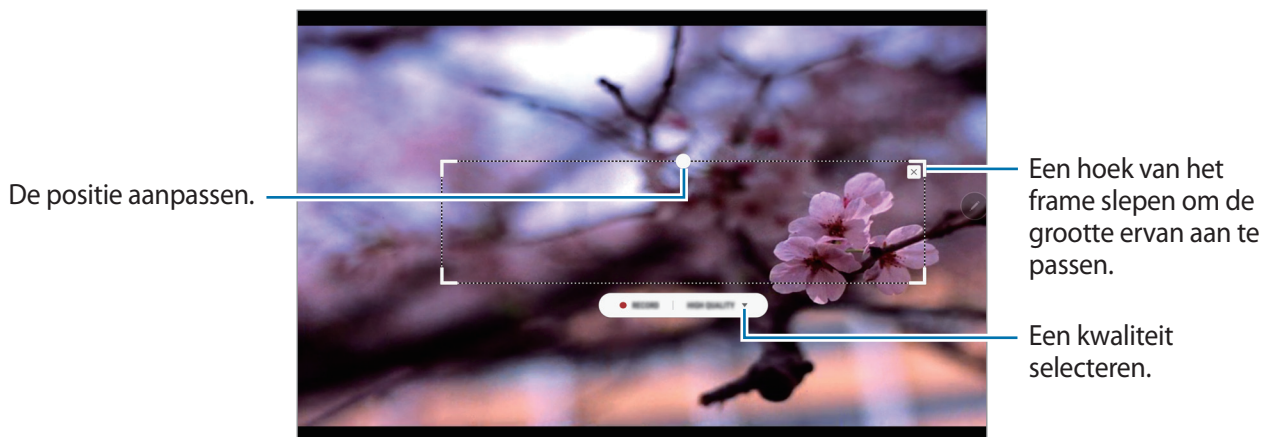 De positie aanpassen.
Een hoek van het
frame slepen om de
grootte ervan aan te
passen.
RECORD HIGH QUALITY
Een kwaliteit
selecteren.